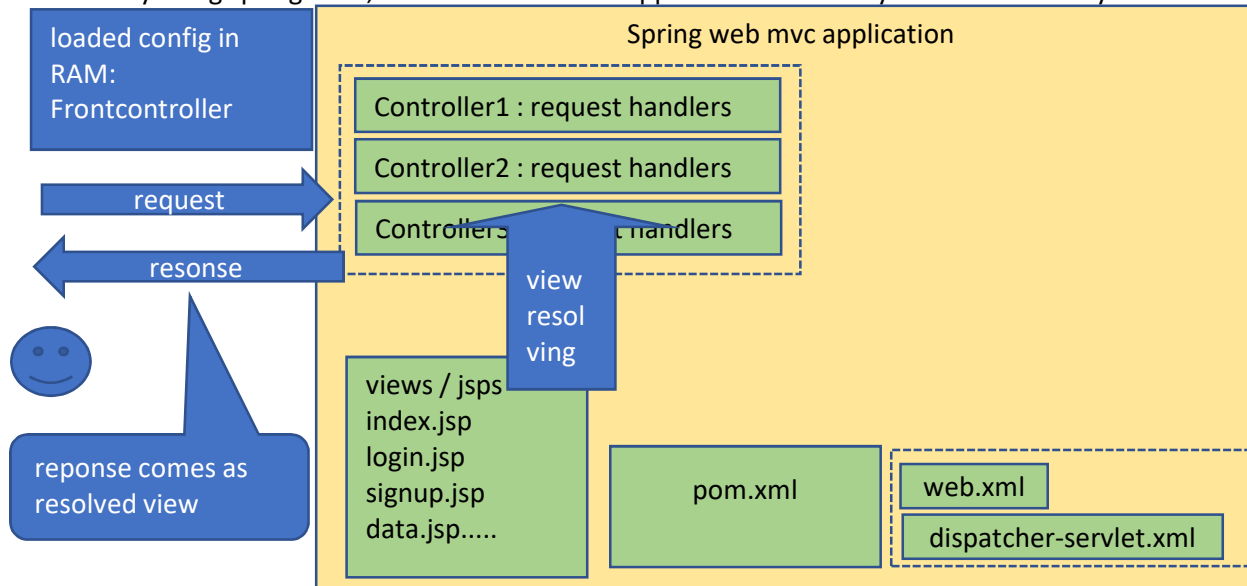 loaded config in
RAM:
Frontcontroller
Spring web mvc application
Controller1 : request handlers
Controller2 : request handlers
handlers
request
resonse
view
resol
ving
views / jsps
index.jsp
login.jsp
signup.jsp
data.jsp.....
reponse comes as
resolved view
pom.xml
web.xml
dispatcher-servlet.xml